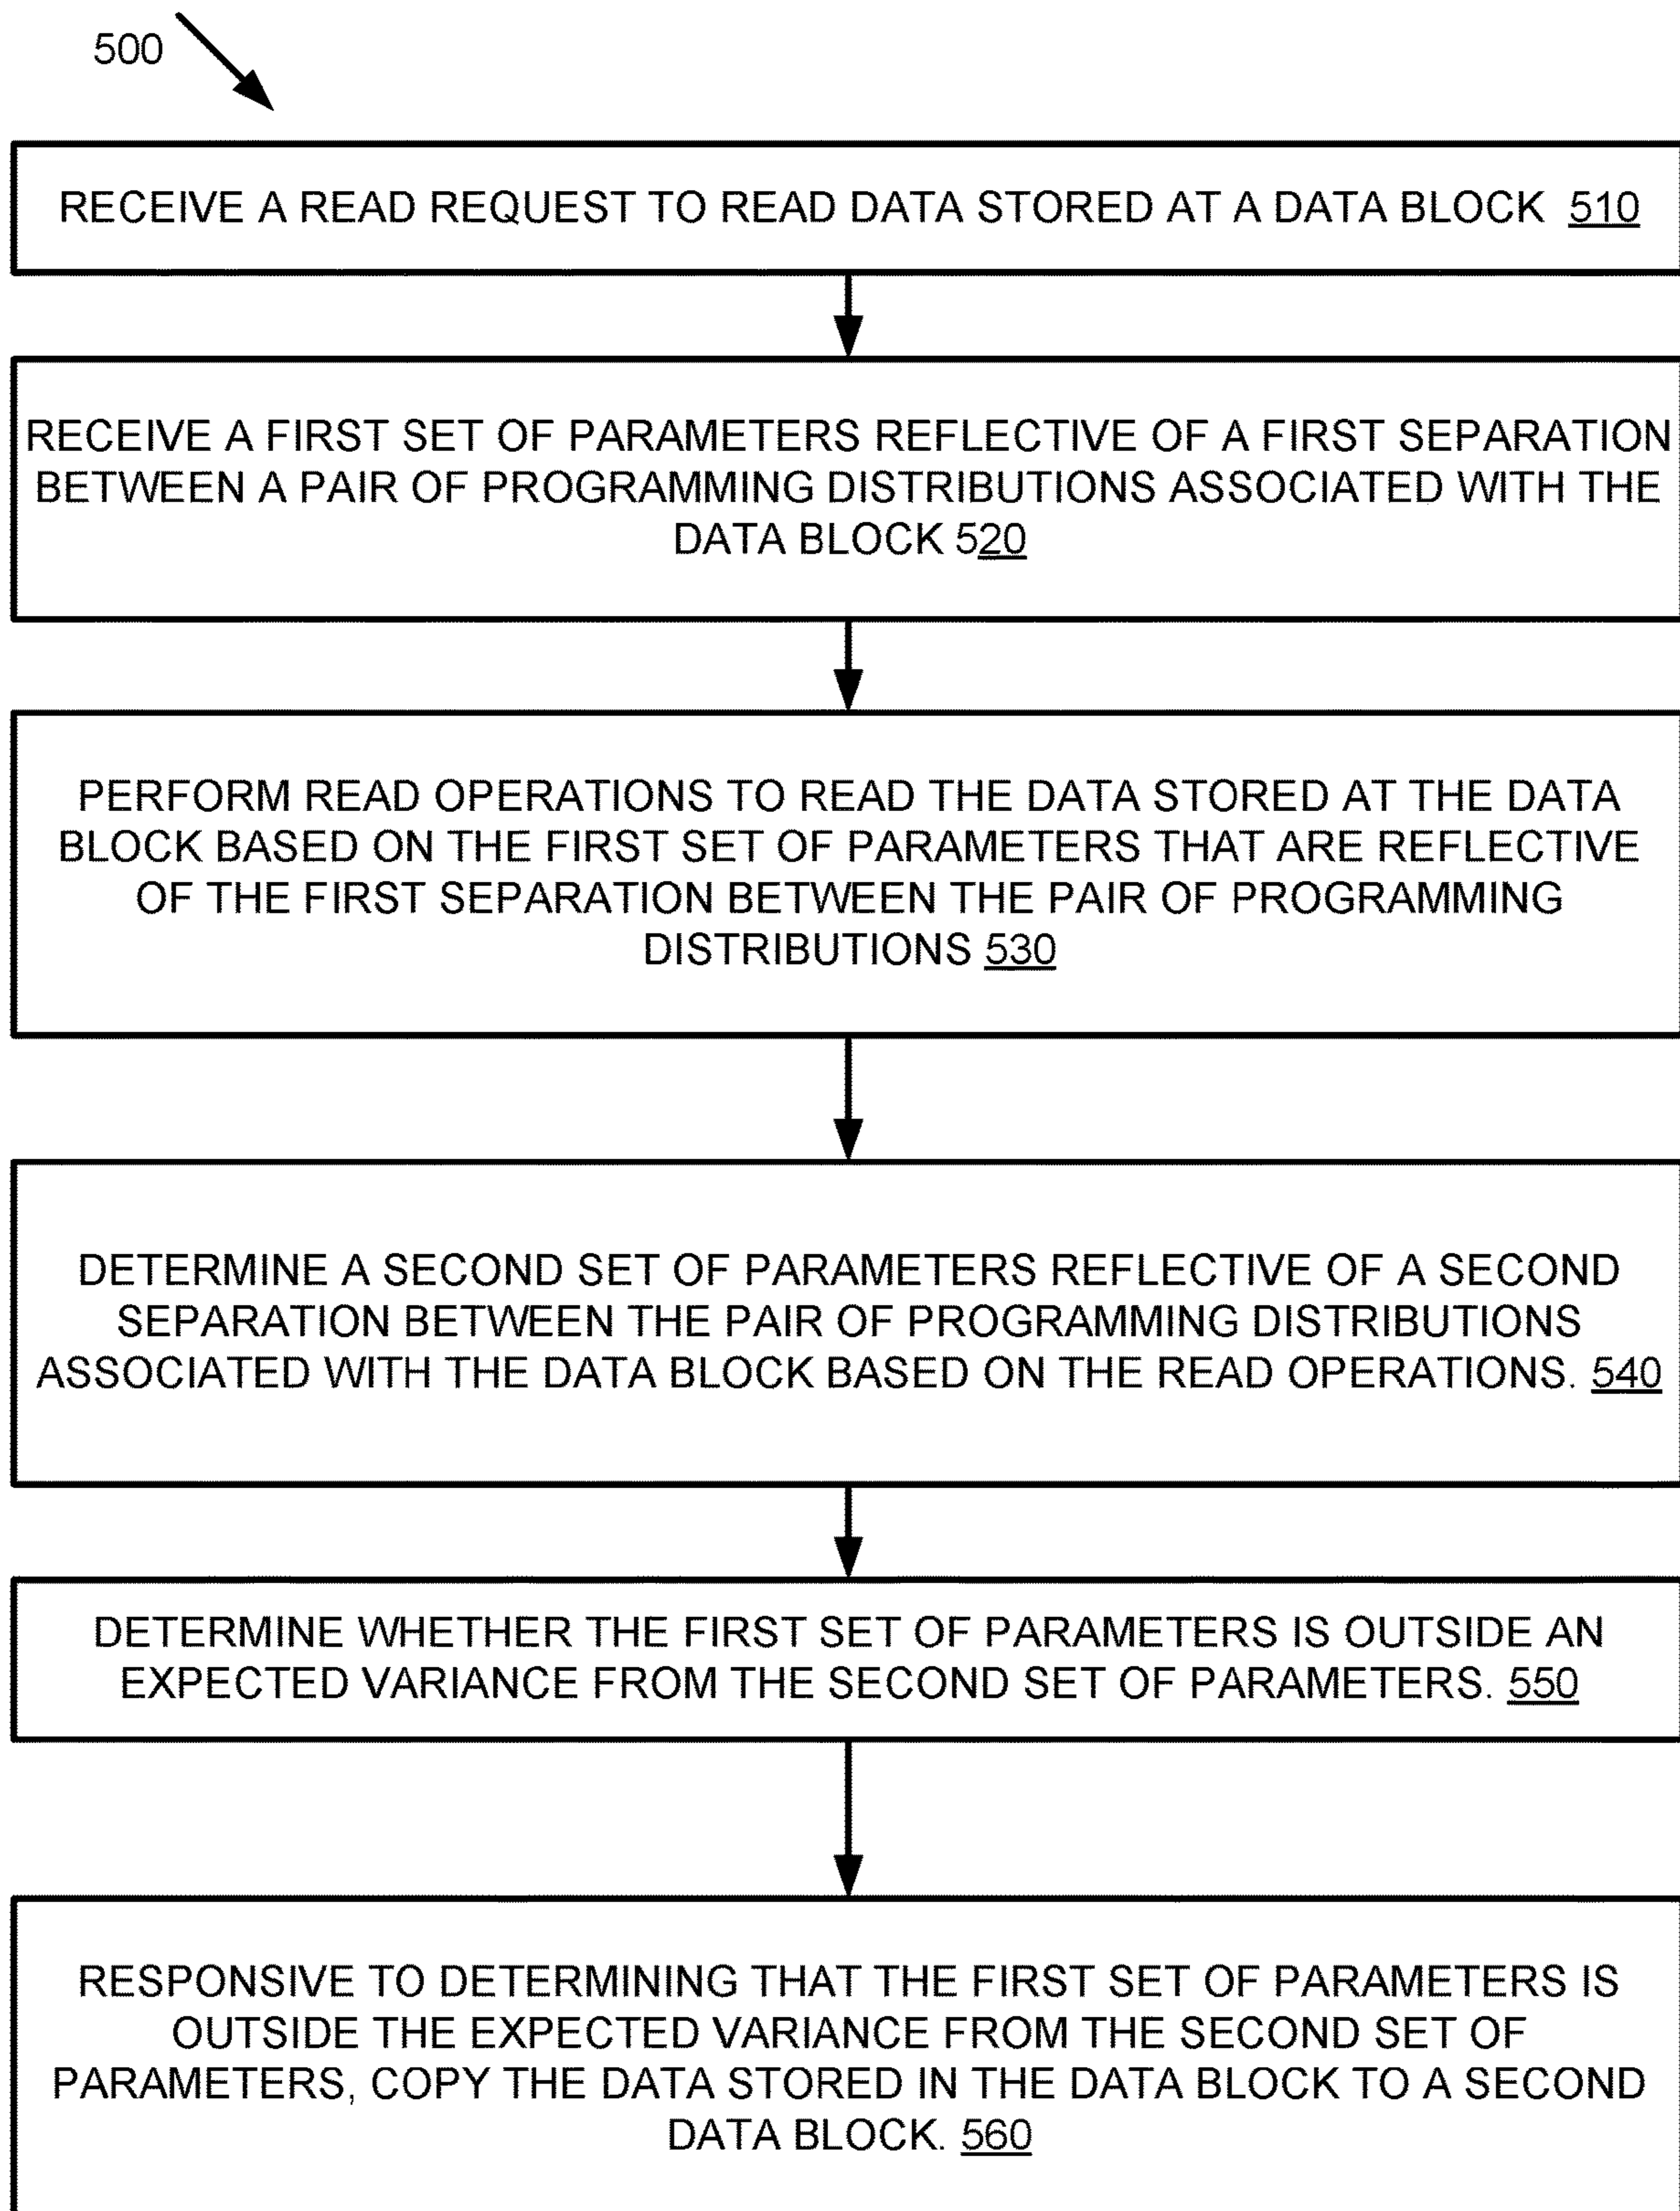 500
RECEIVE A READ REQUEST TO READ DATA STORED AT A DATA BLOCK 510
RECEIVE A FIRST SET OF PARAMETERS REFLECTIVE OF A FIRST SEPARATION
BETWEEN A PAIR OF PROGRAMMING DISTRIBUTIONS ASSOCIATED WITH THE
DATA BLOCK 520
PERFORM READ OPERATIONS TO READ THE DATA STORED AT THE DATA
BLOCK BASED ON THE FIRST SET OF PARAMETERS THAT ARE REFLECTIVE
OF THE FIRST SEPARATION BETWEEN THE PAIR OF PROGRAMMING
DISTRIBUTIONS 530
DETERMINE A SECOND SET OF PARAMETERS REFLECTIVE OF A SECOND
SEPARATION BETWEEN THE PAIR OF PROGRAMMING DISTRIBUTIONS
ASSOCIATED WITH THE DATA BLOCK BASED ON THE READ OPERATIONS. 540
DETERMINE WHETHER THE FIRST SET OF PARAMETERS IS OUTSIDE AN
EXPECTED VARIANCE FROM THE SECOND SET OF PARAMETERS. 550
RESPONSIVE TO DETERMINING THAT THE FIRST SET OF PARAMETERS IS
OUTSIDE THE EXPECTED VARIANCE FROM THE SECOND SET OF
PARAMETERS, COPY THE DATA STORED IN THE DATA BLOCK TO A SECOND
DATA BLOCK. 560